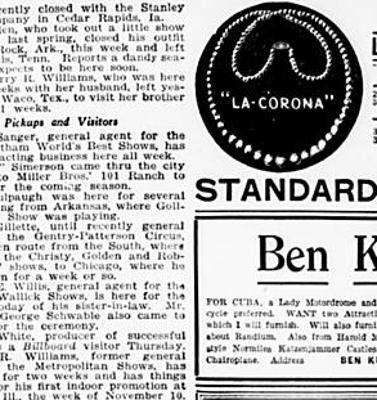 cently closed with the Stanley
pany in Cedar Rapids, Ia.
en, who took out a little show
last spring, closed his outfit
Rock, Ark., this week and left
is, Tenn. Reports a dandy sea-
xpects to be here soon.
rry R. Williams, who was here
eeks with her husband, left yes-
Waco, Tex., to visit her brother
l weeks.
Pickups and Visitors
Sanger, general agent for the
tham World's Best Shows, has
acting business here all week.
" Simerson came thru the city
to Miller Bros.' 101 Ranch to
r the coming season.
ulpaugh was here for several
ng from Arkansas, where Goll-
Show was playing.
Gillette, until recently general
the Gentry-Patterson Circus,
en route from the South, where
the Christy, Golden and Rob-
shows, to Chicago, where he
n for a week or so.
E. Willis, general agent for the
Wallick Shows, is here for the
oday of his sister-in-law. Mr.
George Schwable also came to
or the ceremony.
White, producer of successful
a Billboard visitor Thursday.
R. Williams, former general
the Metropolitan Shows, has
for two weeks and has things
or his first indoor promotion at
Ill., the week of November 10.
"LA-CORONA"
STANDARD
Ben K
FOR CUBA, a Lady Motordrome and
cycle preferred. WANT two Attract
which I will furnish. Will also furni
about Random. Also from Harold M
style Normiles Katzenjammer Castles
Chairoplane. Address BEN K